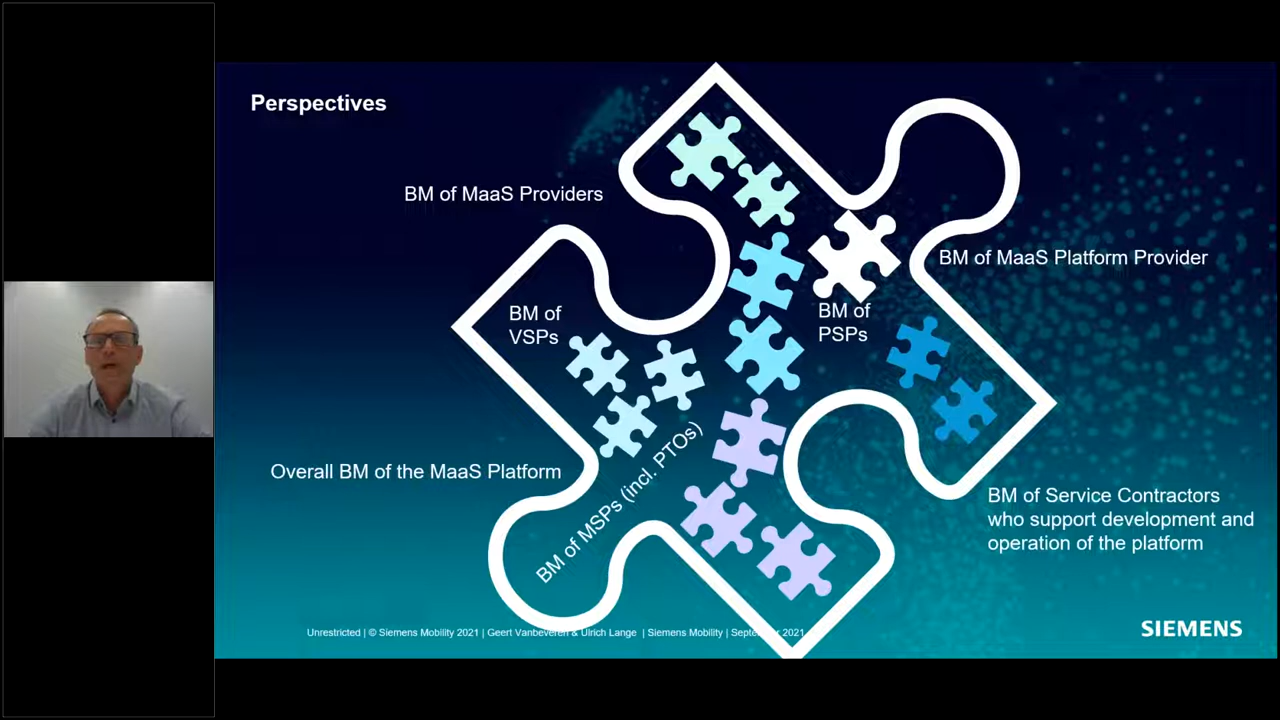 Perspectives
BM of MaaS Providers
BM of MaaS Platform Provider
BM of
VSPs
BM of
PSPs
BM of MSPs (incl. PTOs)
Overall BM of the MaaS Platform
BM of Service Contractors
who support development and
operation of the platform
Unrestricted | © Siemens Mobility 2021 | Geert Vanbeveren & Ulrich Lange | Siemens Mobility | September 2021
SIEMENS